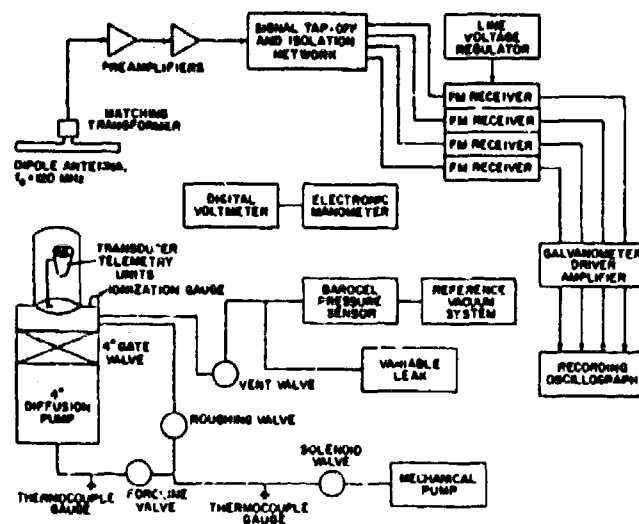 SIGNAL TAP-OFF
AND ISOLATION
NETWORK
LINE
VOLTAGE
REGULATOR
PREAMPLIFIERS
FM RECEIVER
FM RECEIVER
FM RECEIVER
FM RECEIVER
MATCHING
TRANSFORMER
DIPOLE ANTENNA,
f₀ = 120 MHz
DIGITAL
VOLTMETER
ELECTRONIC
MANOMETER
TRANSDUCER
TELEMETRY
UNITS
IONIZATION GAUGE
GALVANOMETER
DRIVER
AMPLIFIER
BAROCEL
PRESSURE
SENSOR
REFERENCE
VACUUM
SYSTEM
4" GATE
VALVE
VENT VALVE
VARIABLE
LEAK
RECORDING
OSCILLOGRAPH
4"
DIFFUSION
PUMP
ROUGHING VALVE
SOLENOID
VALVE
MECHANICAL
PUMP
THERMOCOUPLE
GAUGE
FORELINE
VALVE
THERMOCOUPLE
GAUGE